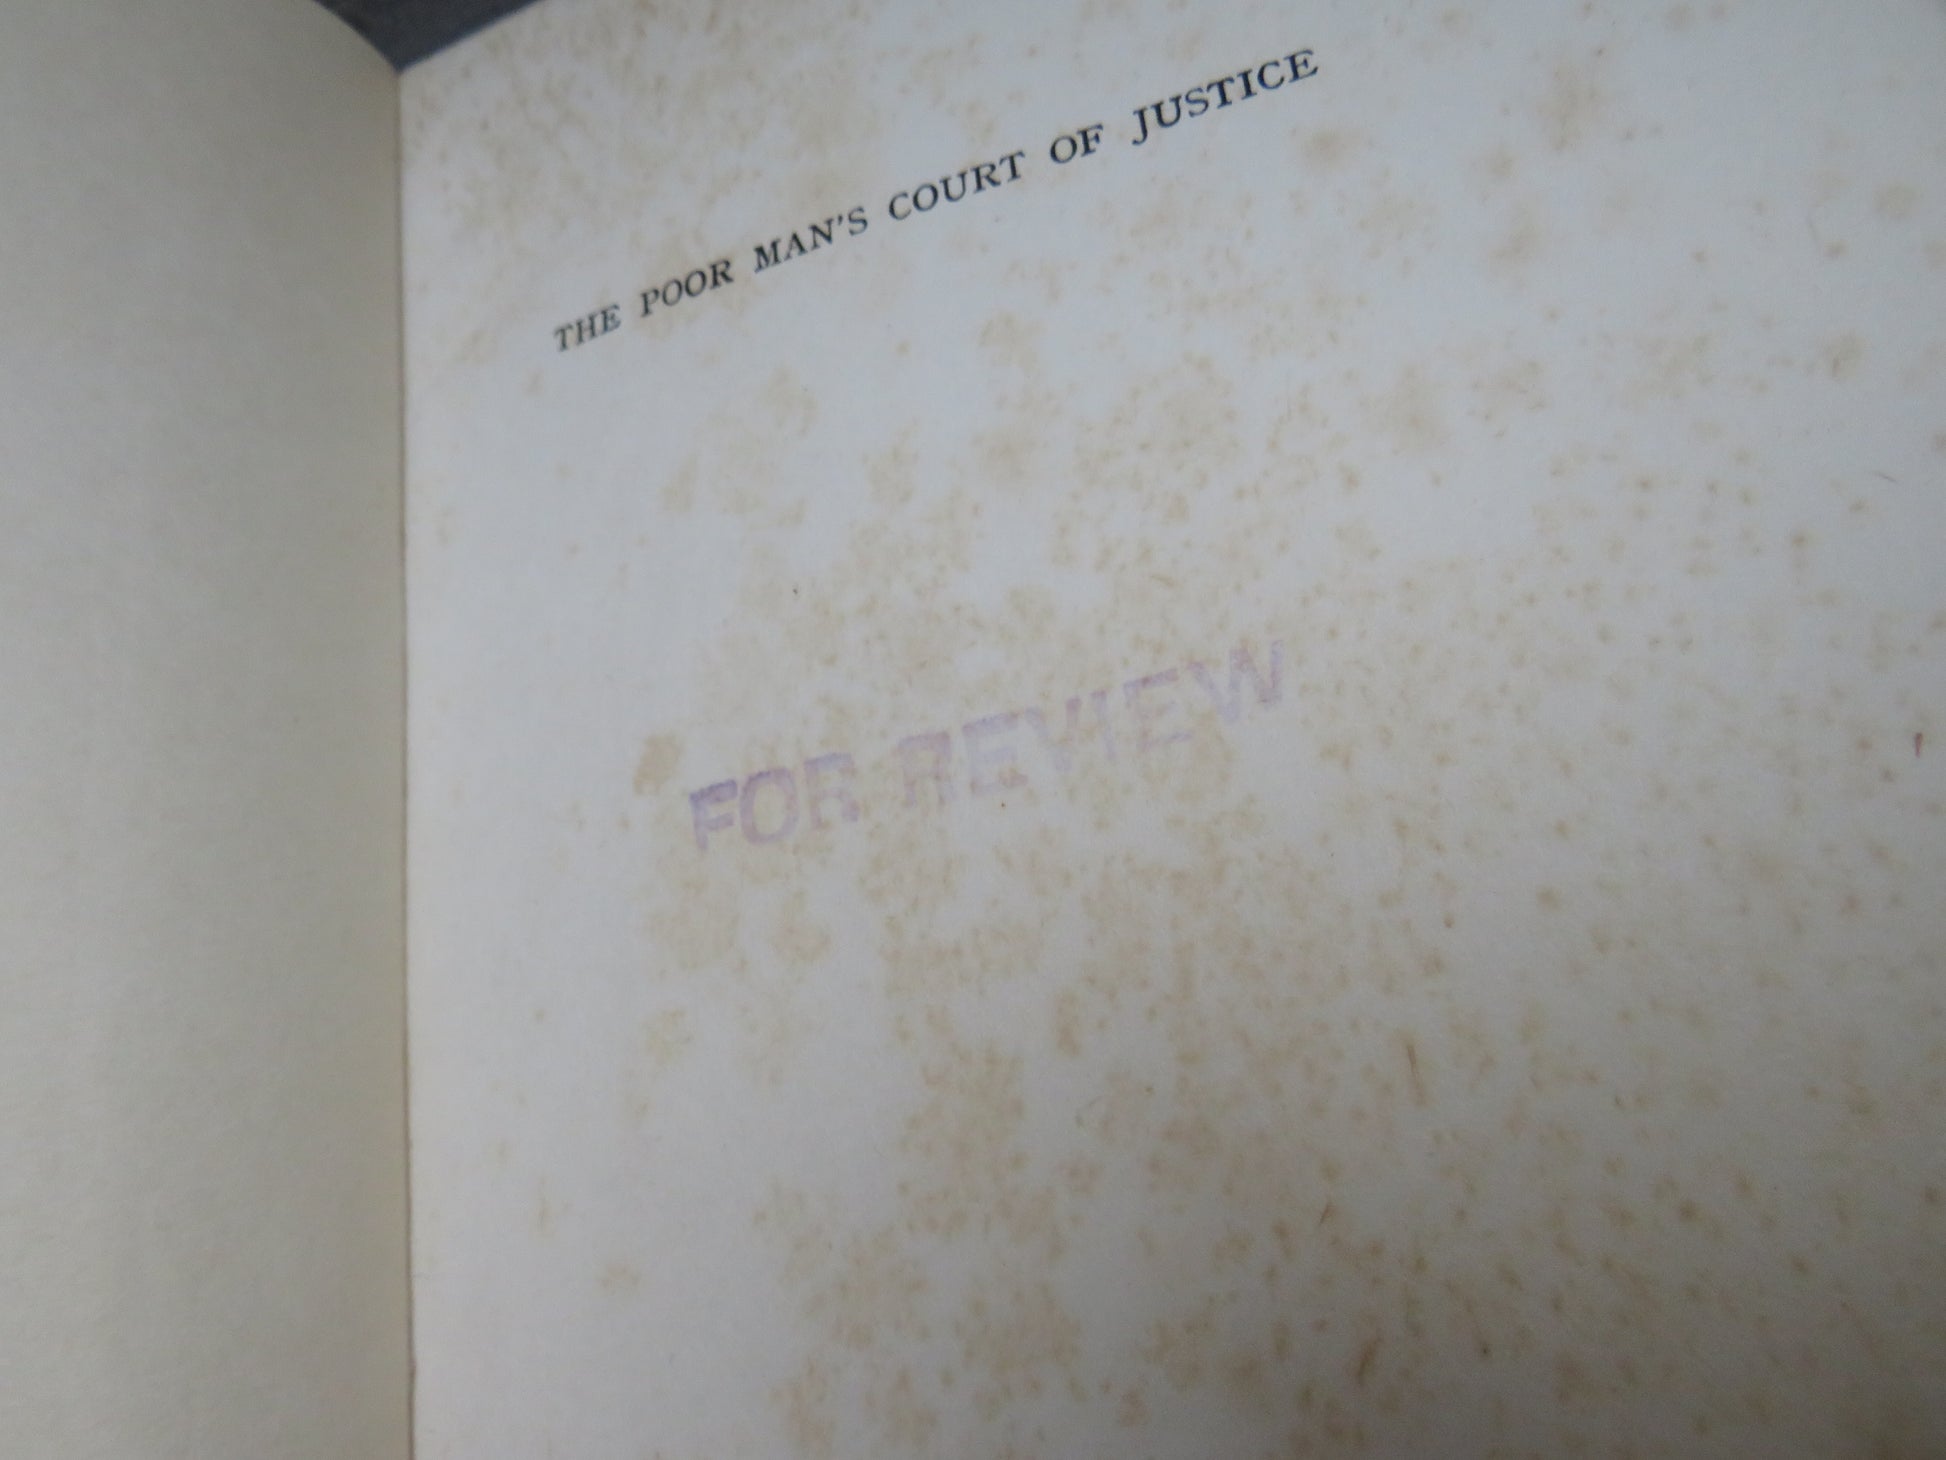 THE POOR MAN'S COURT OF JUSTICE
FOR REVIEW